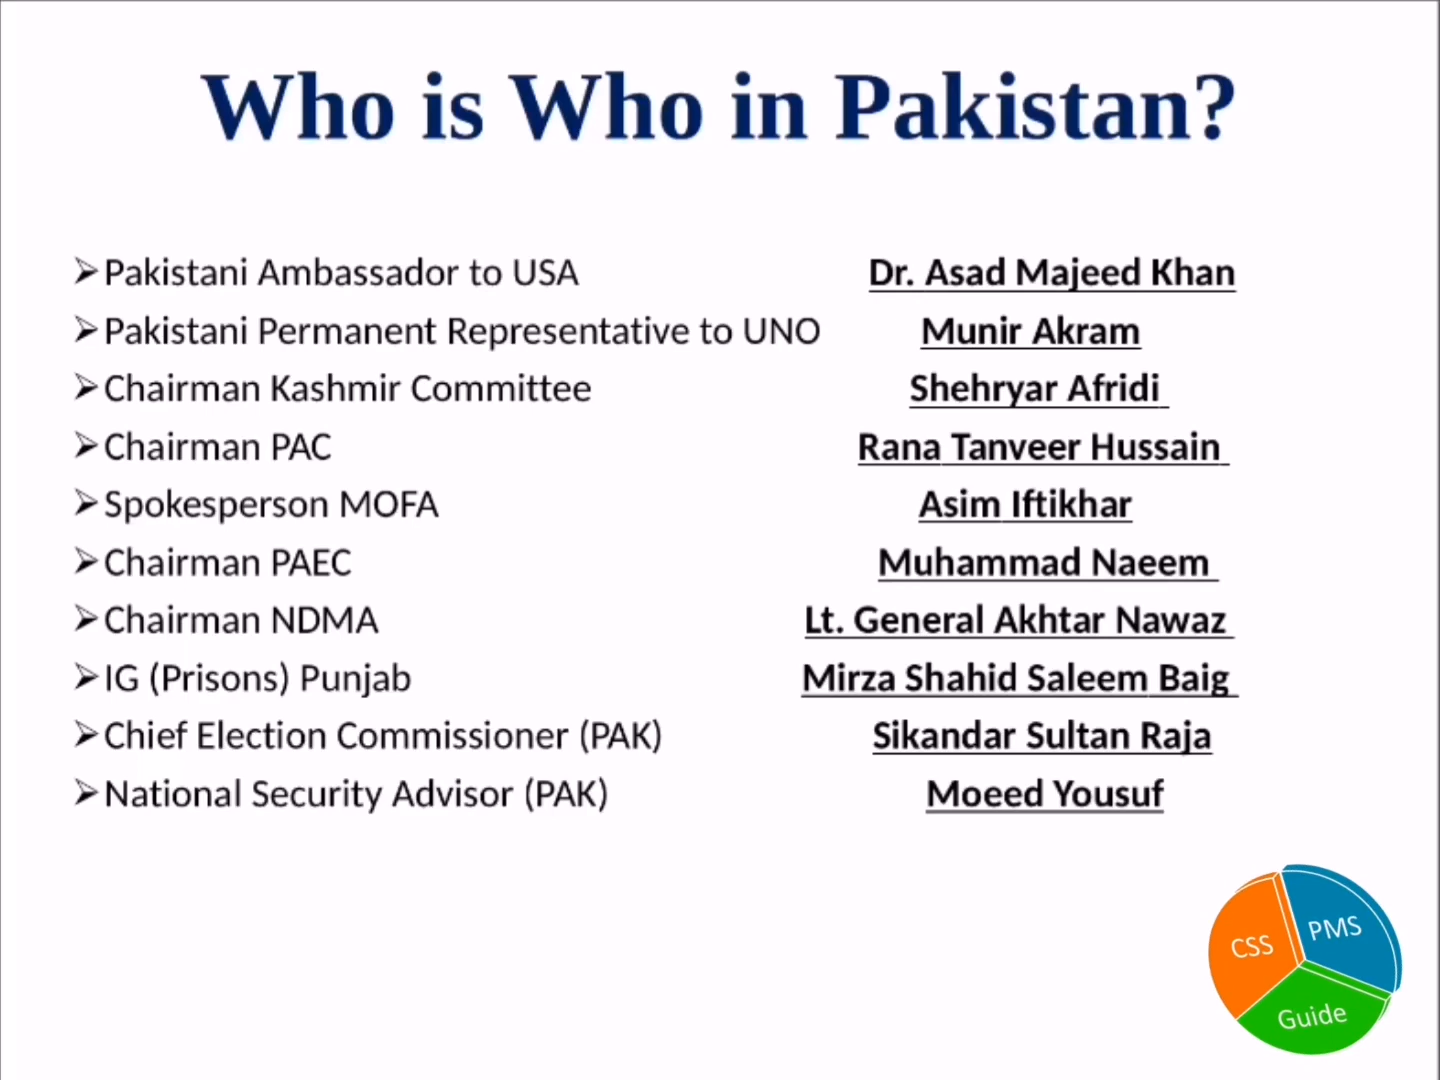 Who is Who in Pakistan?
➢Pakistani Ambassador to USA Dr. Asad Majeed Khan
➢Pakistani Permanent Representative to UNO Munir Akram
➢Chairman Kashmir Committee Shehryar Afridi
➢Chairman PAC Rana Tanveer Hussain
➢Spokesperson MOFA Asim Iftikhar
➢Chairman PAEC Muhammad Naeem
➢Chairman NDMA Lt. General Akhtar Nawaz
➢IG (Prisons) Punjab Mirza Shahid Saleem Baig
➢Chief Election Commissioner (PAK) Sikandar Sultan Raja
➢National Security Advisor (PAK) Moeed Yousuf
CSS PMS
Guide